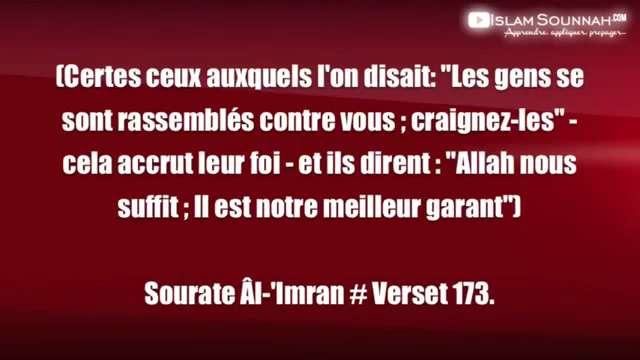 ISLAM SOUNNAH.COM
Apprendre, appliquer, propager...
(Certes ceux auxquels l'on disait: "Les gens se
sont rassemblés contre vous ; craignez-les" -
cela accrut leur foi - et ils dirent : "Allah nous
suffit ; Il est notre meilleur garant")
Sourate Âl-'Imran # Verset 173.